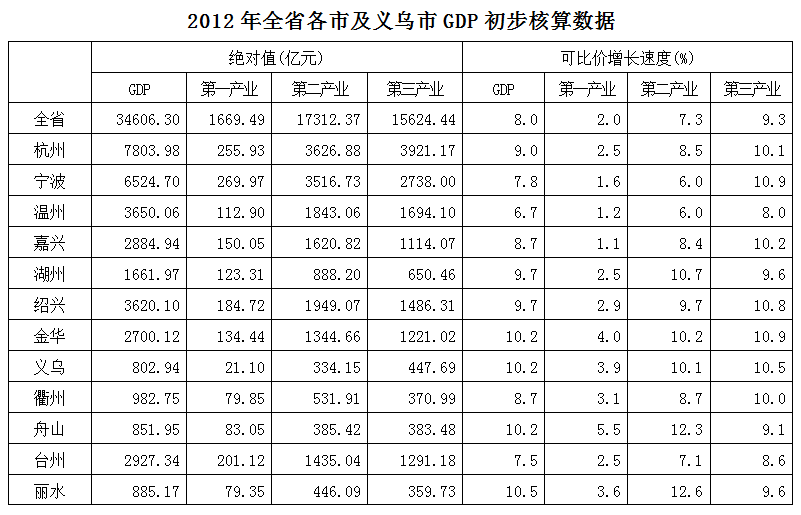 2012年全省各市及义乌市GDP初步核算数据
绝对值(亿元) 可比价增长速度(%)
GDP 第一产业 第二产业 第三产业 GDP 第一产业 第二产业 第三产业
全省 34606.30 1669.49 17312.37 15624.44 8.0 2.0 7.3 9.3
杭州 7803.98 255.93 3626.88 3921.17 9.0 2.5 8.5 10.1
宁波 6524.70 269.97 3516.73 2738.00 7.8 1.6 6.0 10.9
温州 3650.06 112.90 1843.06 1694.10 6.7 1.2 6.0 8.0
嘉兴 2884.94 150.05 1620.82 1114.07 8.7 1.1 8.4 10.2
湖州 1661.97 123.31 888.20 650.46 9.7 2.5 10.7 9.6
绍兴 3620.10 184.72 1949.07 1486.31 9.7 2.9 9.7 10.8
金华 2700.12 134.44 1344.66 1221.02 10.2 4.0 10.2 10.9
义乌 802.94 21.10 334.15 447.69 10.2 3.9 10.1 10.5
衢州 982.75 79.85 531.91 370.99 8.7 3.1 8.7 10.0
舟山 851.95 83.05 385.42 383.48 10.2 5.5 12.3 9.1
台州 2927.34 201.12 1435.04 1291.18 7.5 2.5 7.1 8.6
丽水 885.17 79.35 446.09 359.73 10.5 3.6 12.6 9.6